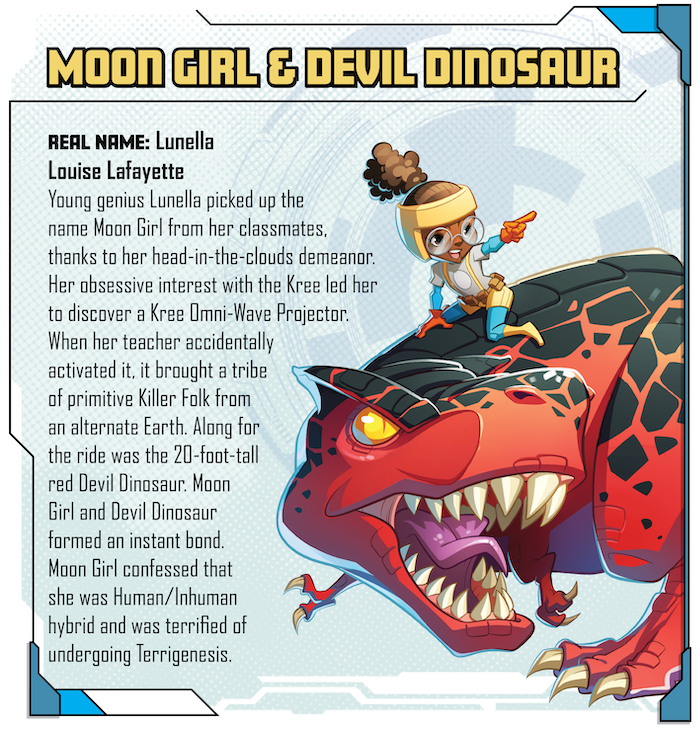 MOON GIRL & DEVIL DINOSAUR
REAL NAME: Lunella
Louise Lafayette
Young genius Lunella picked up the
name Moon Girl from her classmates,
thanks to her head-in-the-clouds demeanor.
Her obsessive interest with the Kree led her
to discover a Kree Omni-Wave Projector.
When her teacher accidentally
activated it, it brought a tribe
of primitive Killer Folk from
an alternate Earth. Along for
the ride was the 20-foot-tall
red Devil Dinosaur. Moon
Girl and Devil Dinosaur
formed an instant bond.
Moon Girl confessed that
she was Human/Inhuman
hybrid and was terrified of
undergoing Terrigenesis.